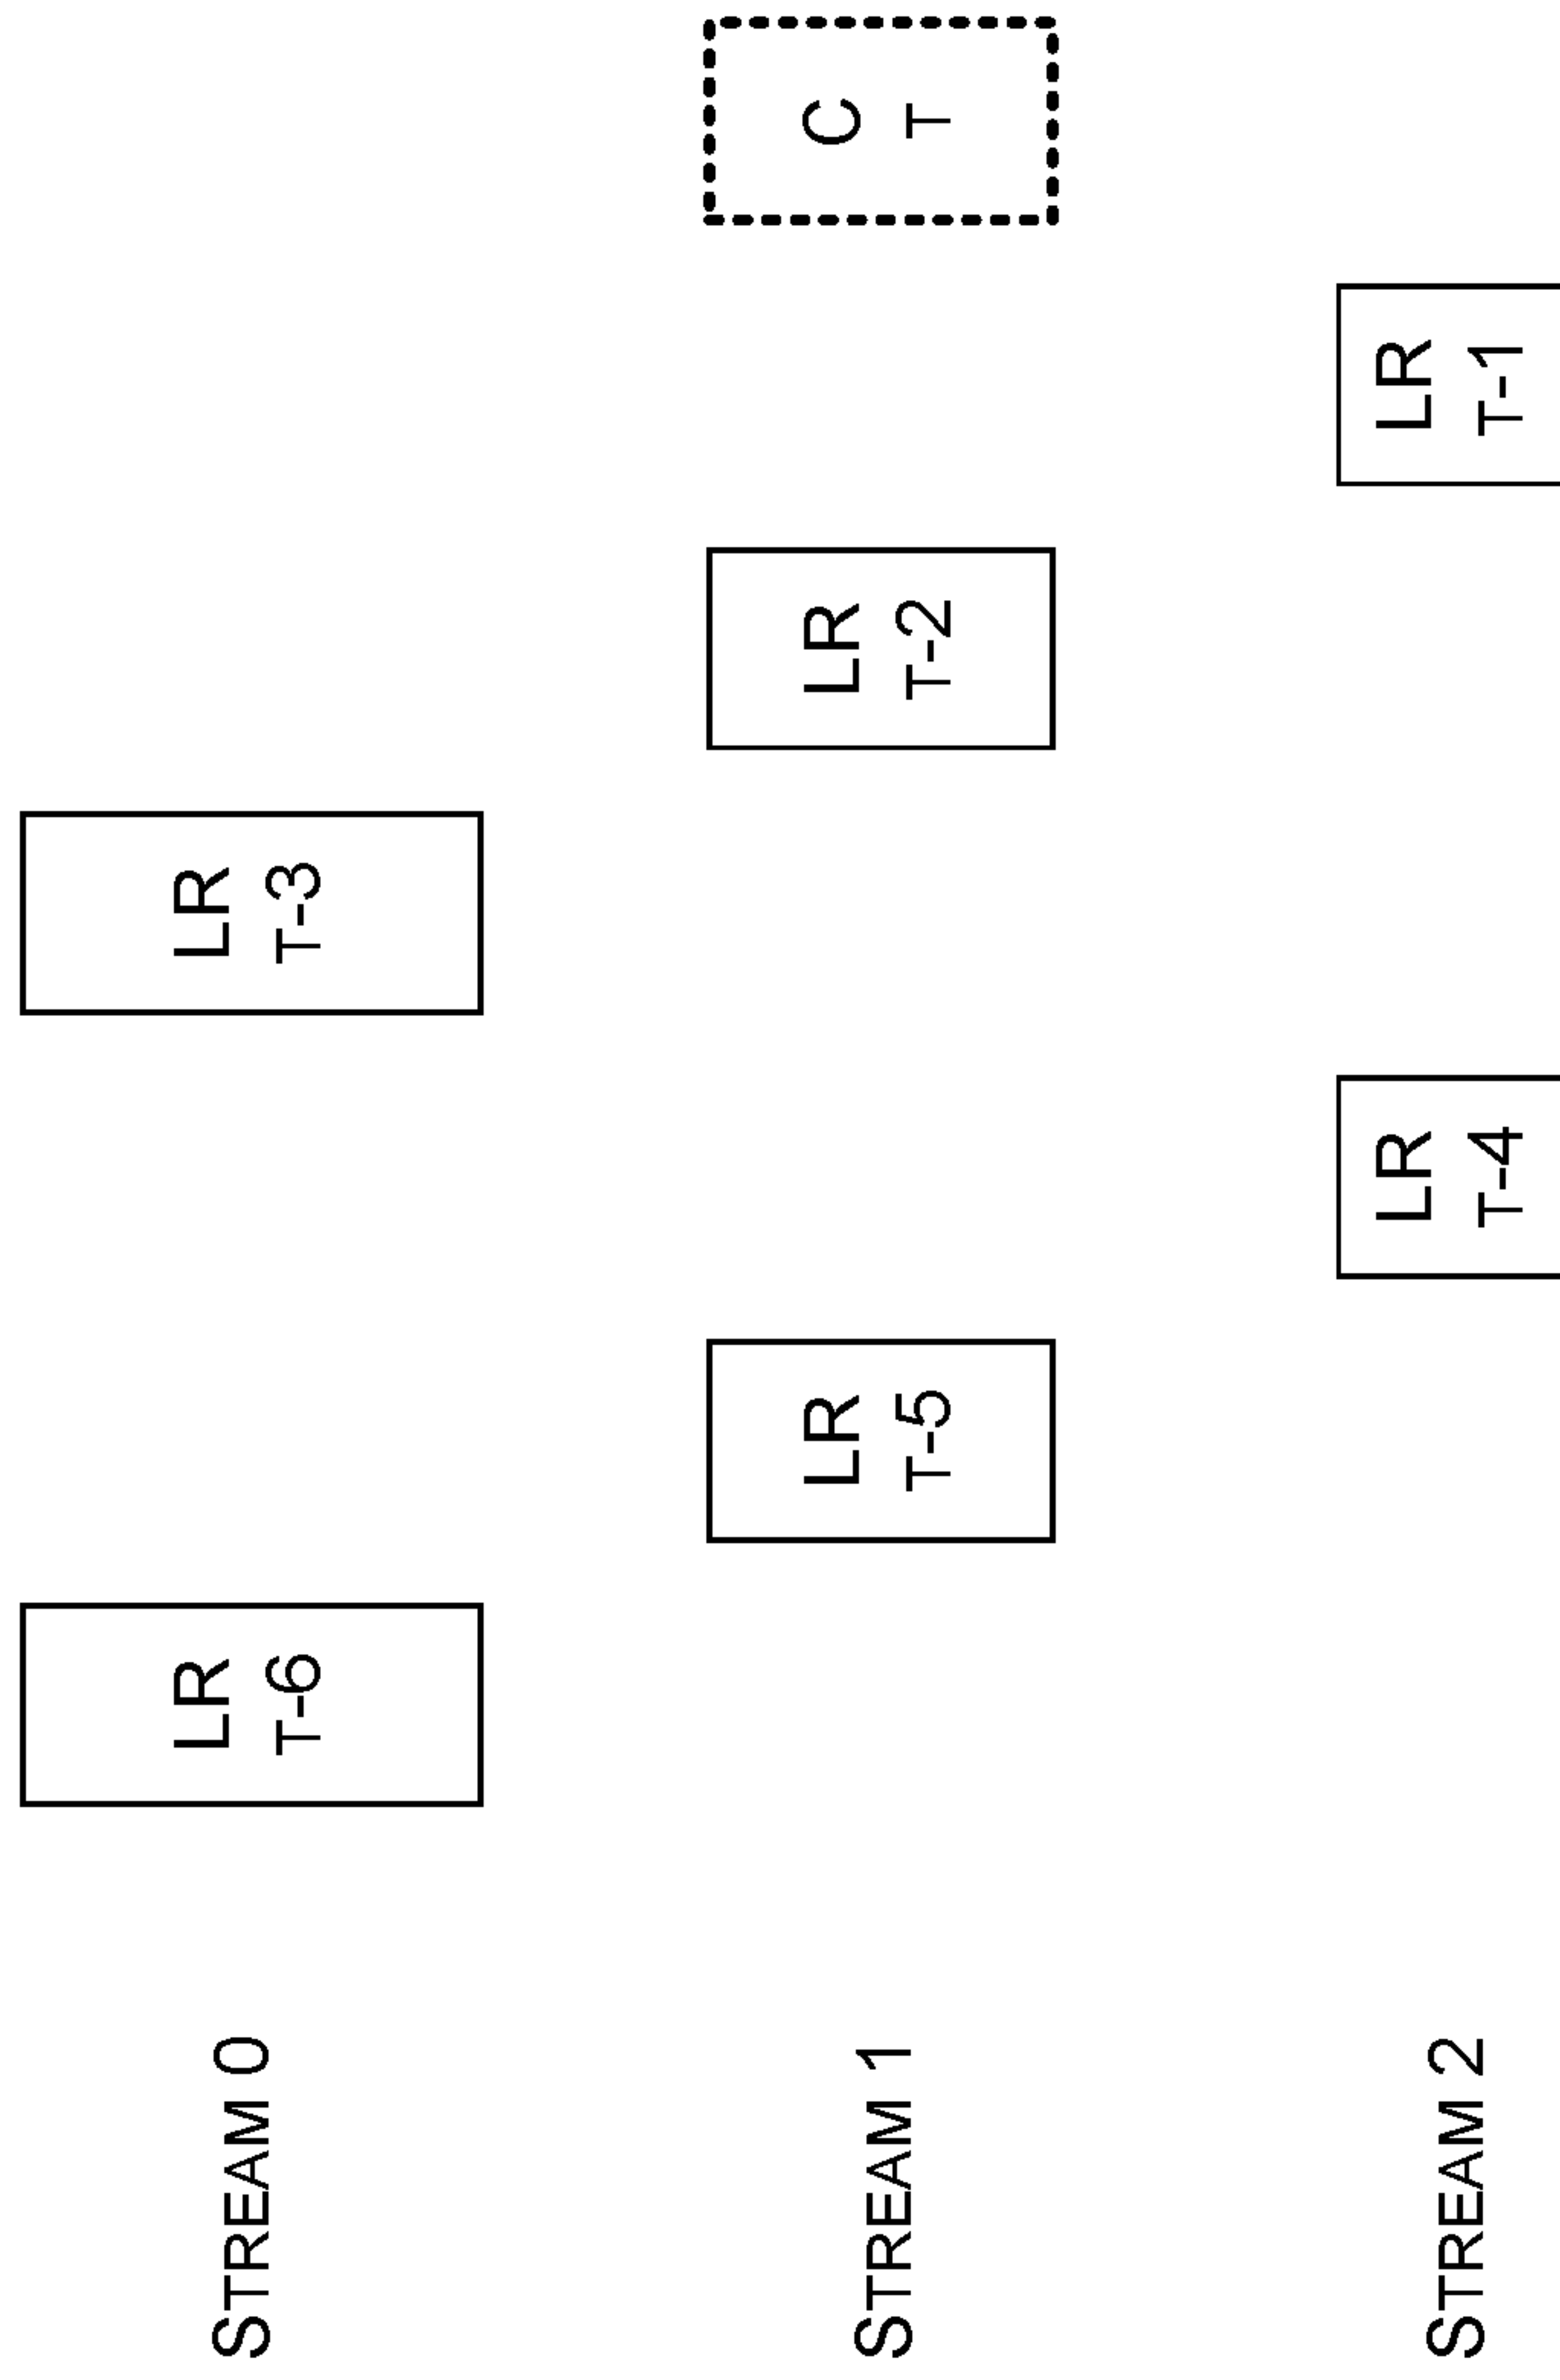 STREAM 0
LR
T-6
LR
T-3
STREAM 1
LR
T-5
LR
T-2
C
T
STREAM 2
LR
T-4
LR
T-1